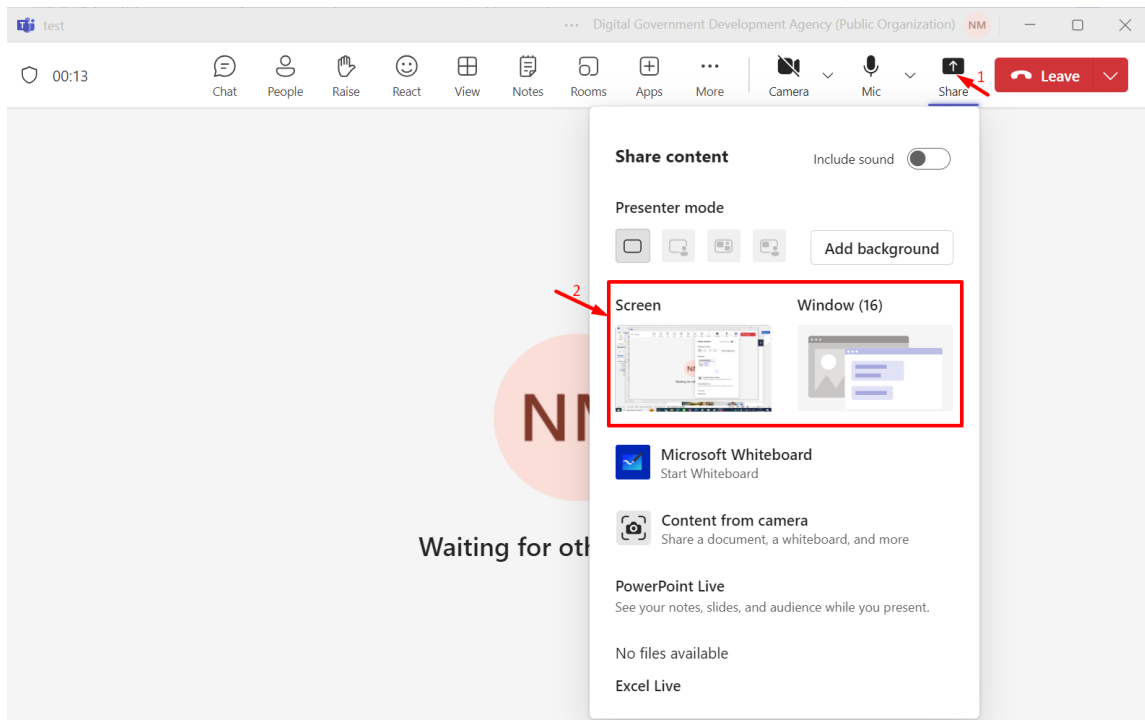 test
Digital Government Development Agency (Public Organization) NM
00:13
Chat People Raise React View Notes Rooms Apps More Camera Mic Share 1 Leave
Share content
Include sound
Presenter mode
Add background
2
Screen
Window (16)
NM
Microsoft Whiteboard
Start Whiteboard
Content from camera
Share a document, a whiteboard, and more
Waiting for oth
PowerPoint Live
See your notes, slides, and audience while you present.
No files available
Excel Live